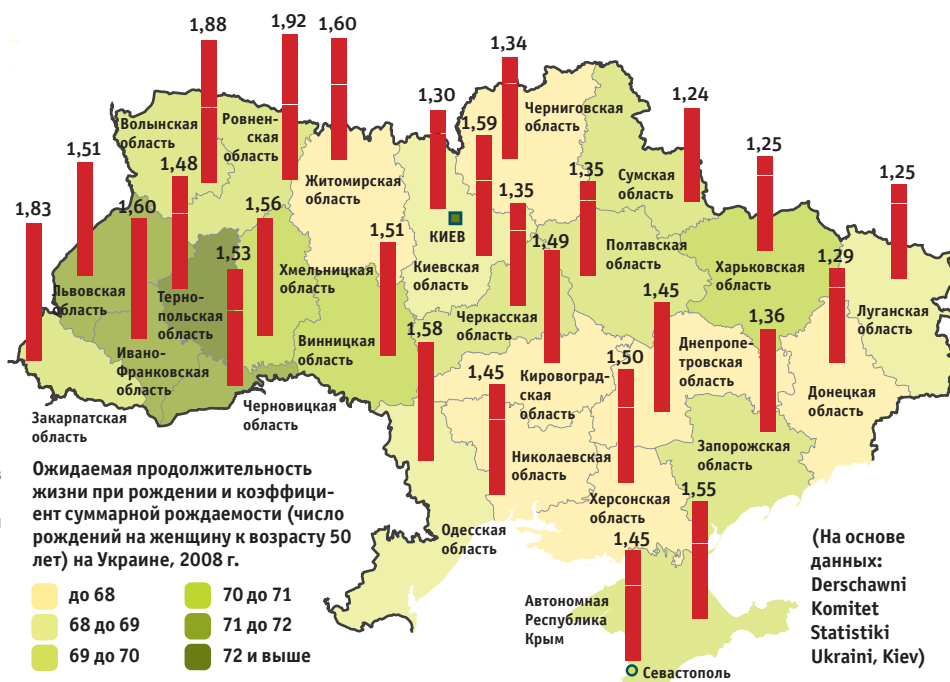 1,88
1,92
1,60
1,34
1,30
1,24
1,59
1,25
1,51
1,48
1,35
1,35
1,25
1,83
1,60
1,56
1,53
1,51
1,49
1,29
1,58
1,45
1,45
1,50
1,36
1,55
1,45
Волынская
область
Ровнен-
ская
область
Житомирская
область
Черниговская
область
Сумская
область
КИЕВ
Киевская
область
Полтавская
область
Харьковская
область
Луганская
область
Львовская
область
Терно-
польская
область
Хмельницкая
область
Винницкая
область
Черкасская
область
Ивано-
Франковская
область
Закарпатская
область
Черновицкая
область
Кировоград-
ская
область
Днепропе-
тровская
область
Донецкая
область
Николаевская
область
Запорожская
область
Херсонская
область
Одесская
область
Автономная
Республика
Крым
Севастополь
Ожидаемая продолжительность
жизни при рождении и коэффици-
ент суммарной рождаемости (число
рождений на женщину к возрасту 50
лет) на Украине, 2008 г.
до 68
68 до 69
69 до 70
70 до 71
71 до 72
72 и выше
(На основе
данных:
Derschawni
Komitet
Statistiki
Ukraini, Kiev)